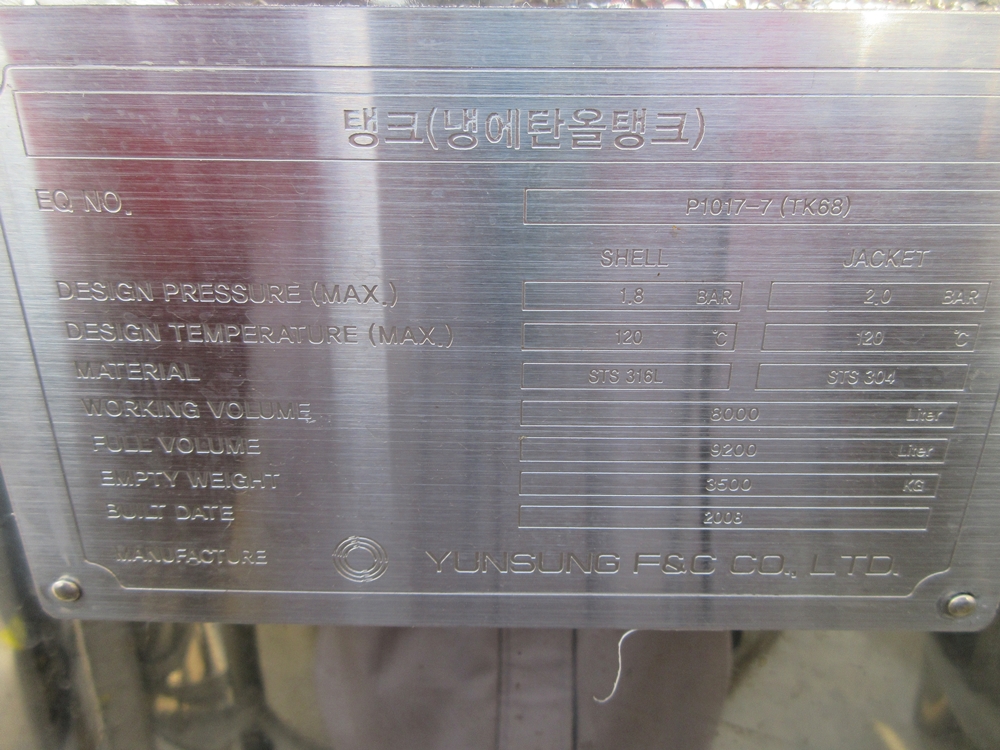 탱크(냉에탄올탱크)
EQ NO. P1017-7 (TK68)
SHELL JACKET
DESIGN PRESSURE (MAX.) 1.8 BAR 2.0 BAR
DESIGN TEMPERATURE (MAX.) 120 ℃ 120 ℃
MATERIAL STS 316L STS 304
WORKING VOLUME 8000 Liter
FULL VOLUME 9200 Liter
EMPTY WEIGHT 3500 KG
BUILT DATE 2008
MANUFACTURE YUNSUNG F&C CO., LTD.